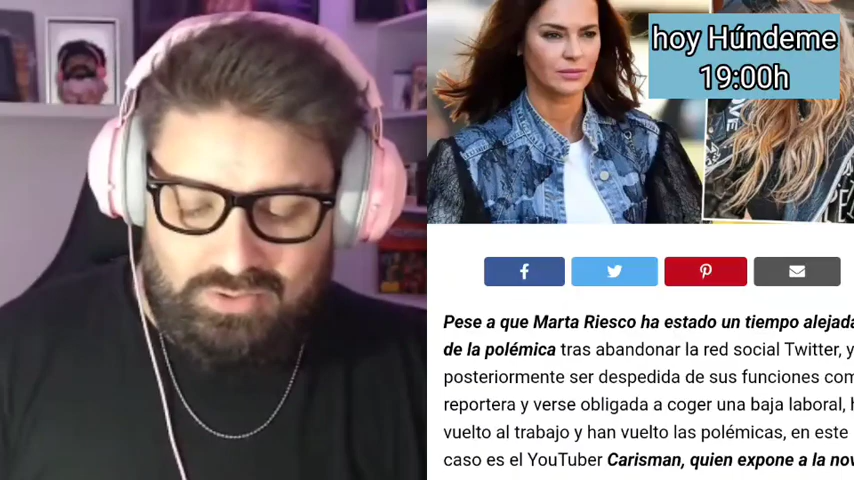 hoy Húndeme
19:00h
Pese a que Marta Riesco ha estado un tiempo alejada
de la polémica tras abandonar la red social Twitter, y
posteriormente ser despedida de sus funciones com
reportera y verse obligada a coger una baja laboral, h
vuelto al trabajo y han vuelto las polémicas, en este
caso es el YouTuber Carisman, quien expone a la nov